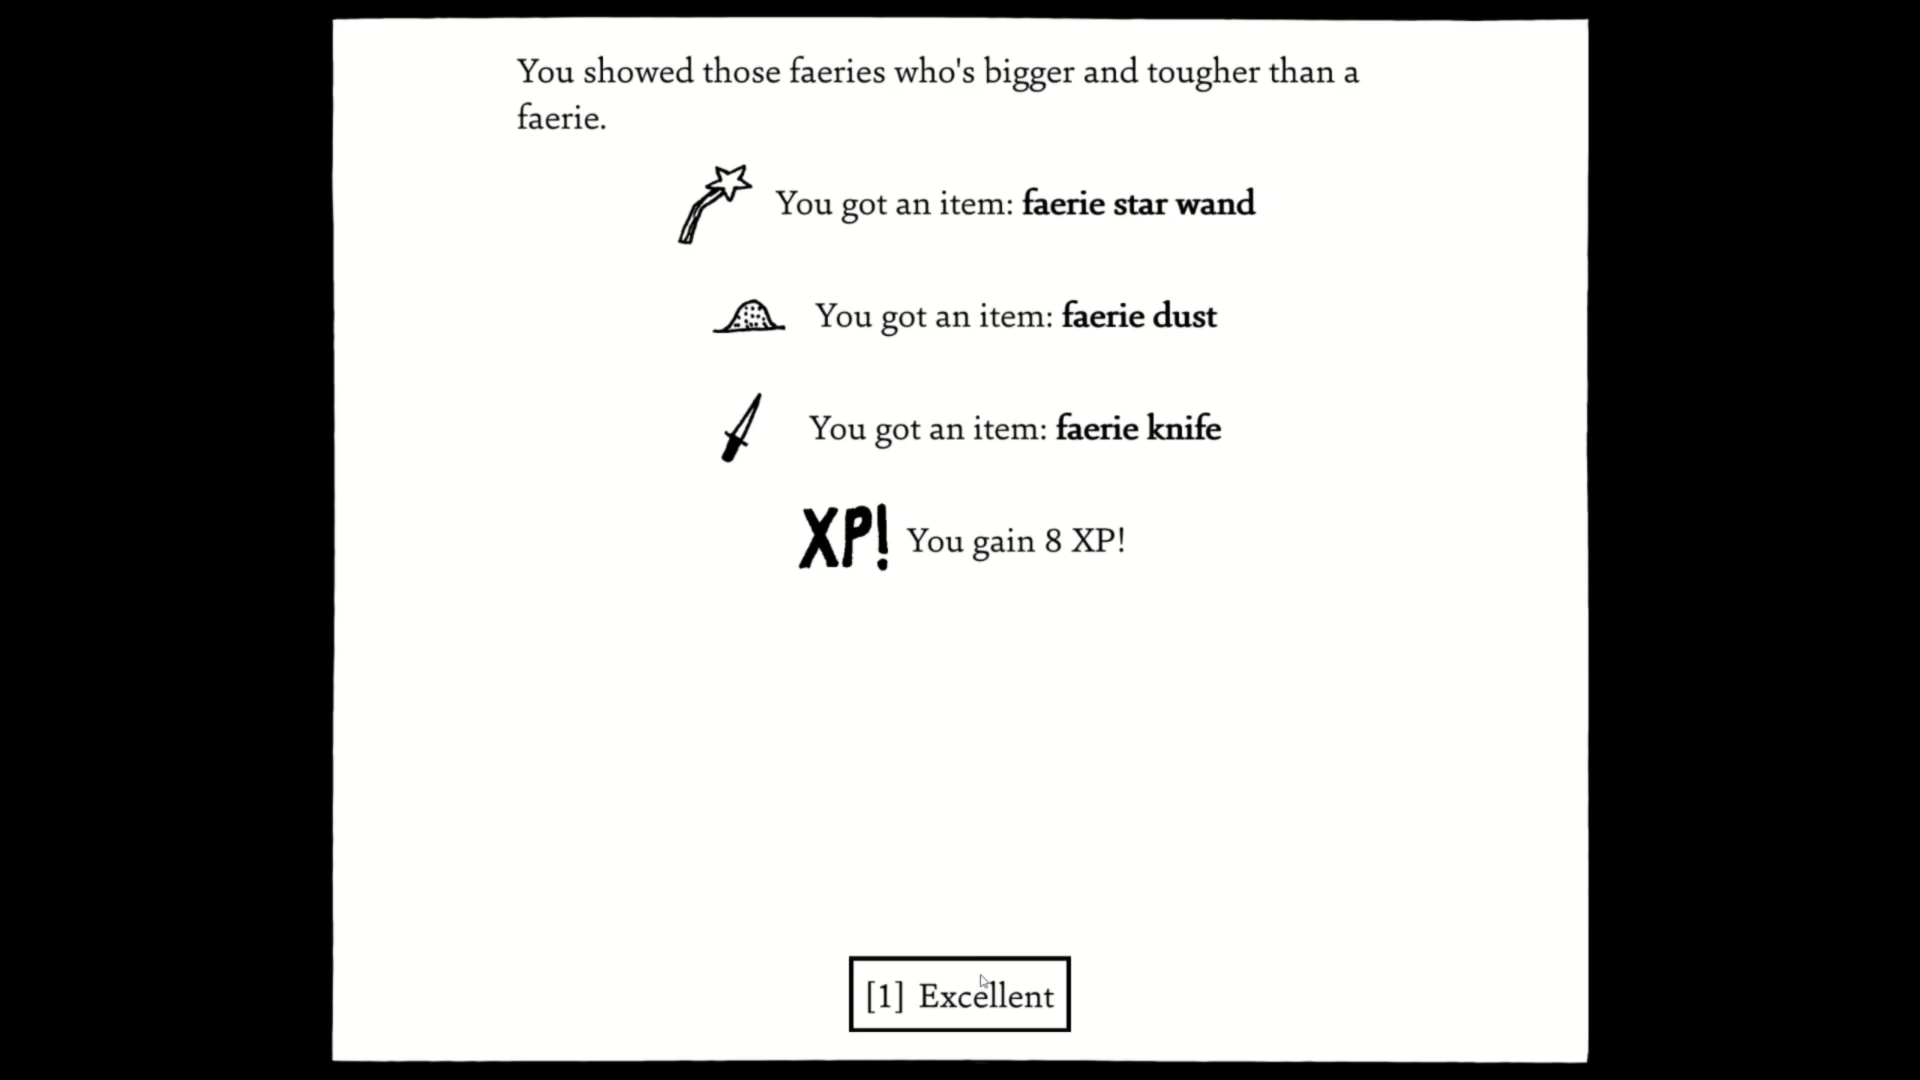 You showed those faeries who's bigger and tougher than a
faerie.
You got an item: faerie star wand
You got an item: faerie dust
You got an item: faerie knife
XP! You gain 8 XP!
[1] Excellent